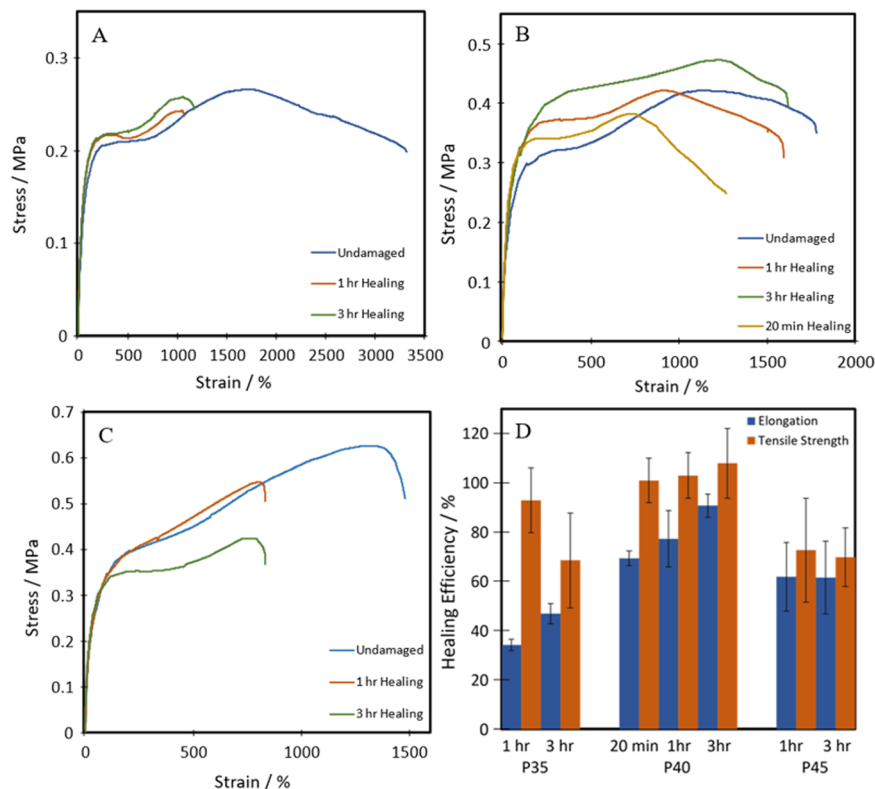 A
Stress / MPa
0.3
0.2
0.1
0
Undamaged
1 hr Healing
3 hr Healing
0 500 1000 1500 2000 2500 3000 3500
Strain / %
B
Stress / MPa
0.5
0.4
0.3
0.2
0.1
0
Undamaged
1 hr Healing
3 hr Healing
20 min Healing
0 500 1000 1500 2000
Strain / %
C
Stress / MPa
0.7
0.6
0.5
0.4
0.3
0.2
0.1
0
Undamaged
1 hr Healing
3 hr Healing
0 500 1000 1500
Strain / %
D
Elongation
Tensile Strength
Healing Efficiency / %
120
100
80
60
40
20
0
1 hr 3 hr 20 min 1hr 3hr 1hr 3 hr
P35 P40 P45